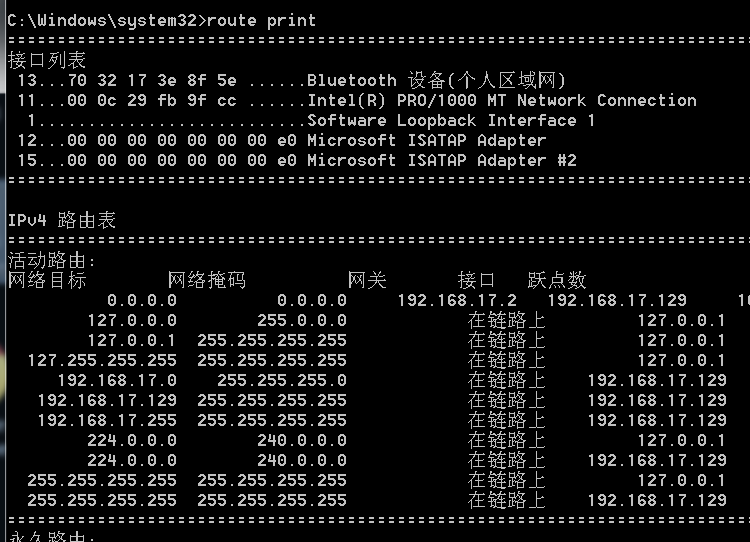 C:\Windows\system32>route print
===========================================================================
接口列表
13...70 32 17 3e 8f 5e ......Bluetooth 设备(个人区域网)
11...00 0c 29 fb 9f cc ......Intel(R) PRO/1000 MT Network Connection
1...........................Software Loopback Interface 1
12...00 00 00 00 00 00 00 e0 Microsoft ISATAP Adapter
15...00 00 00 00 00 00 00 e0 Microsoft ISATAP Adapter #2
===========================================================================
IPv4 路由表
===========================================================================
活动路由:
网络目标 网络掩码 网关 接口 跃点数
0.0.0.0 0.0.0.0 192.168.17.2 192.168.17.129
127.0.0.0 255.0.0.0 在链路上 127.0.0.1
127.0.0.1 255.255.255.255 在链路上 127.0.0.1
127.255.255.255 255.255.255.255 在链路上 127.0.0.1
192.168.17.0 255.255.255.0 在链路上 192.168.17.129
192.168.17.129 255.255.255.255 在链路上 192.168.17.129
192.168.17.255 255.255.255.255 在链路上 192.168.17.129
224.0.0.0 240.0.0.0 在链路上 127.0.0.1
224.0.0.0 240.0.0.0 在链路上 192.168.17.129
255.255.255.255 255.255.255.255 在链路上 127.0.0.1
255.255.255.255 255.255.255.255 在链路上 192.168.17.129
===========================================================================
永久路由: